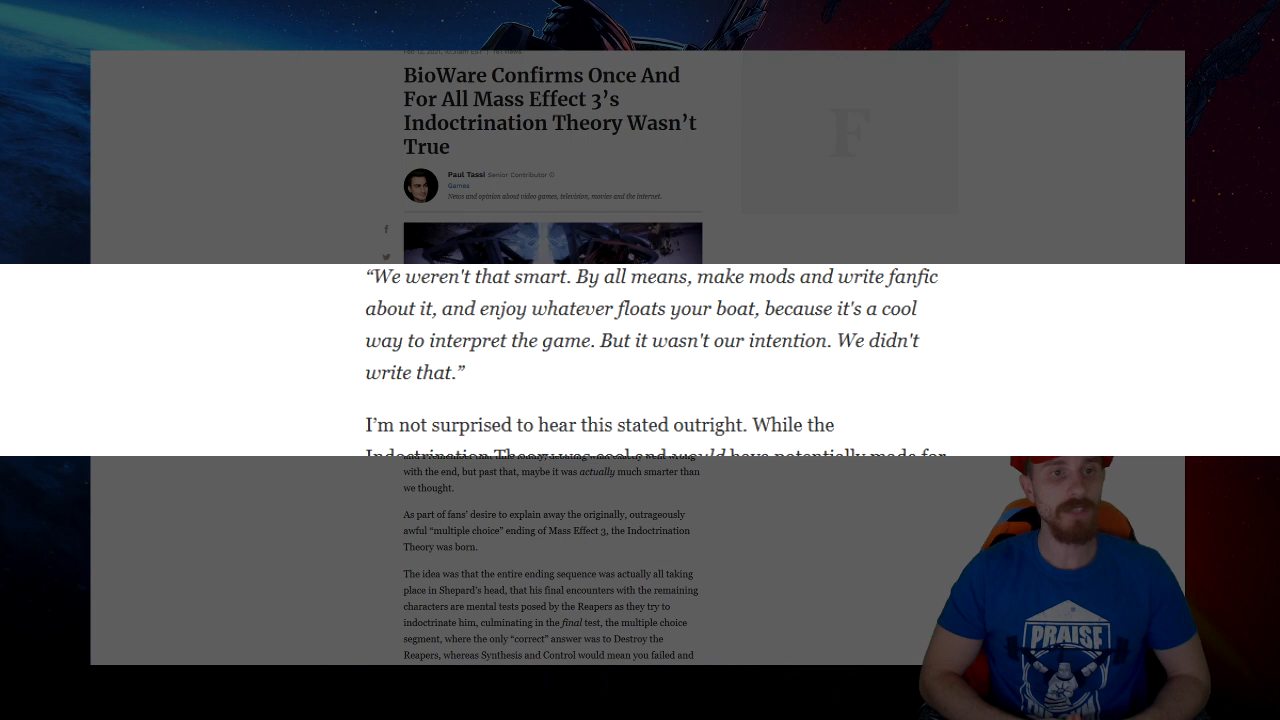 BioWare Confirms Once And
For All Mass Effect 3’s
Indoctrination Theory Wasn’t
True
Paul Tassi Senior Contributor
Games
News and opinion about video games, television, movies and the internet.
F
“We weren't that smart. By all means, make mods and write fanfic
about it, and enjoy whatever floats your boat, because it's a cool
way to interpret the game. But it wasn't our intention. We didn't
write that.”
I’m not surprised to hear this stated outright. While the
with the end, but past that, maybe it was actually much smarter than
we thought.
As part of fans’ desire to explain away the originally, outrageously
awful “multiple choice” ending of Mass Effect 3, the Indoctrination
Theory was born.
The idea was that the entire ending sequence was actually all taking
place in Shepard’s head, that his final encounters with the remaining
characters are mental tests posed by the Reapers as they try to
indoctrinate him, culminating in the final test, the multiple choice
segment, where the only “correct” answer was to Destroy the
Reapers, whereas Synthesis and Control would mean you failed and
PRAISE